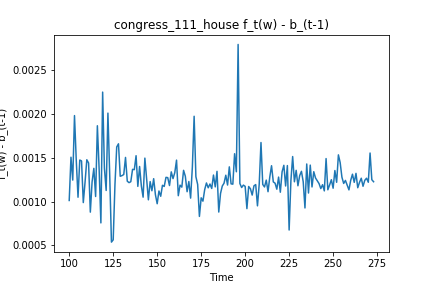 congress_111_house f_t(w) - b_(t-1)
f_t(w) - b_(t-1)
0.0025
0.0020
0.0015
0.0010
0.0005
100 125 150 175 200 225 250 275
Time